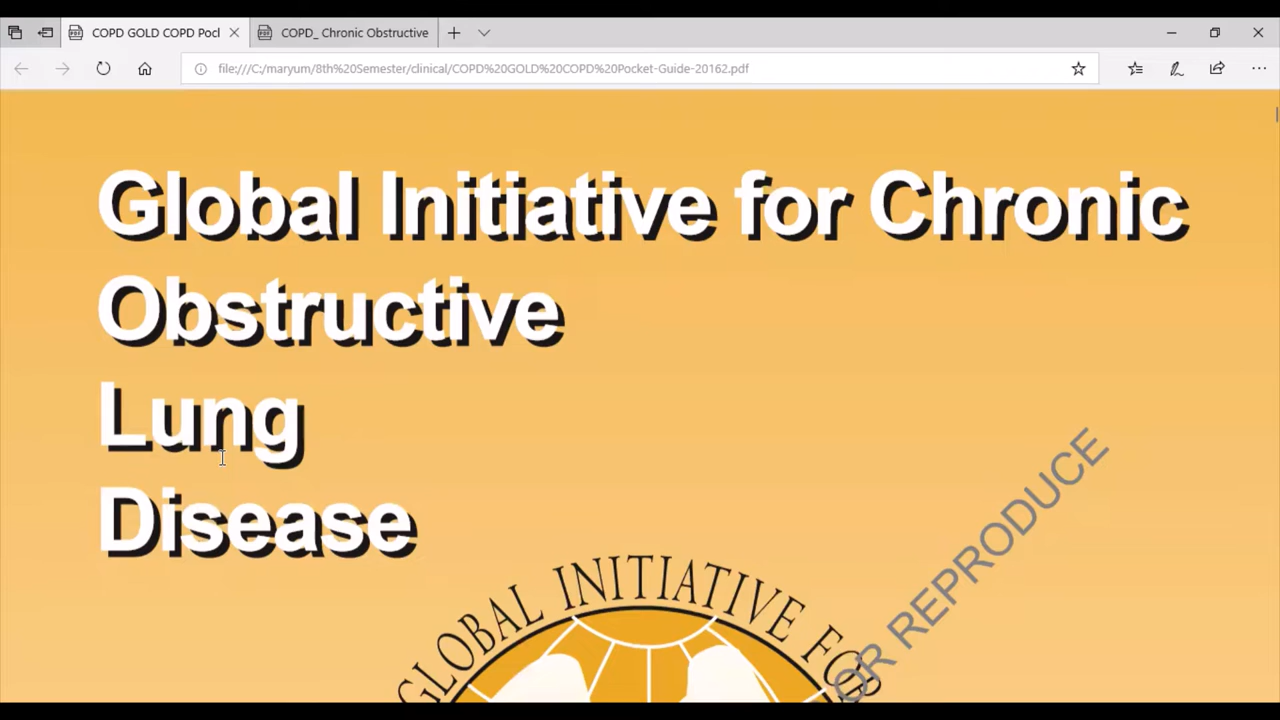 COPD GOLD COPD Pocl
COPD_ Chronic Obstructive
file:///C:/maryum/8th%20Semester/clinical/COPD%20GOLD%20COPD%20Pocket-Guide-20162.pdf
Global Initiative for Chronic
Obstructive
Lung
Disease
GLOBAL INITIATIVE FO
OR REPRODUCE